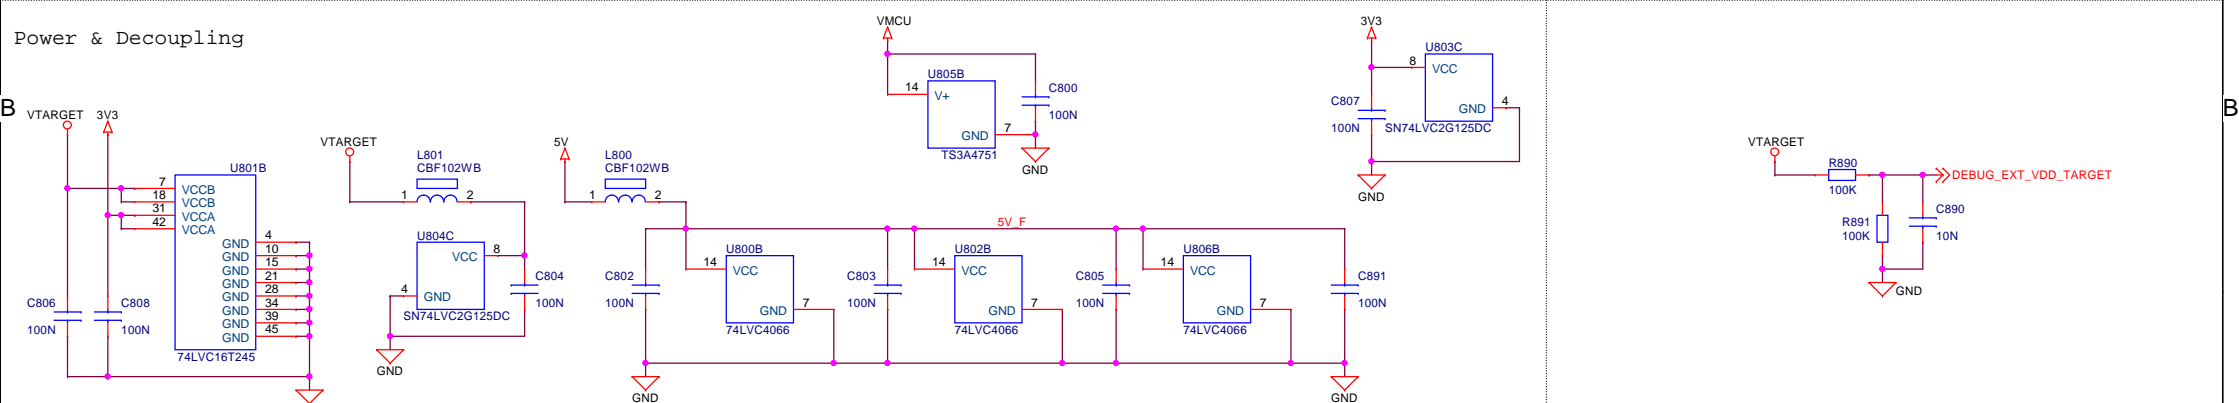 Power & Decoupling
B
VTARGET
3V3
U801B
7
VCCB
18
VCCB
31
VCCA
42
VCCA
4
GND
10
GND
15
GND
21
GND
28
GND
34
GND
39
GND
45
GND
74LVC16T245
C806
100N
C808
100N
VTARGET
L801
CBF102WB
1
2
U804C
VCC
8
4
GND
SN74LVC2G125DC
C804
100N
GND
5V
L800
CBF102WB
1
2
5V_F
C802
100N
U800B
14
VCC
GND
7
74LVC4066
C803
100N
U802B
14
VCC
GND
7
74LVC4066
C805
100N
U806B
14
VCC
GND
7
74LVC4066
C891
100N
GND
GND
VMCU
U805B
14
V+
GND
7
TS3A4751
C800
100N
GND
3V3
U803C
8
VCC
GND
4
SN74LVC2G125DC
C807
100N
GND
VTARGET
R890
100K
DEBUG_EXT_VDD_TARGET
R891
100K
C890
10N
GND
B